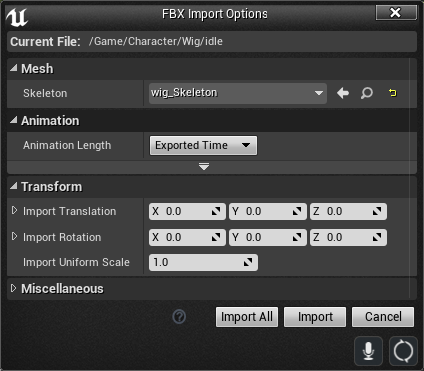 FBX Import Options
Current File: /Game/Character/Wig/idle
Mesh
Skeleton wig_Skeleton
Animation
Animation Length Exported Time
Transform
Import Translation X 0.0 Y 0.0 Z 0.0
Import Rotation X 0.0 Y 0.0 Z 0.0
Import Uniform Scale 1.0
Miscellaneous
? Import All Import Cancel